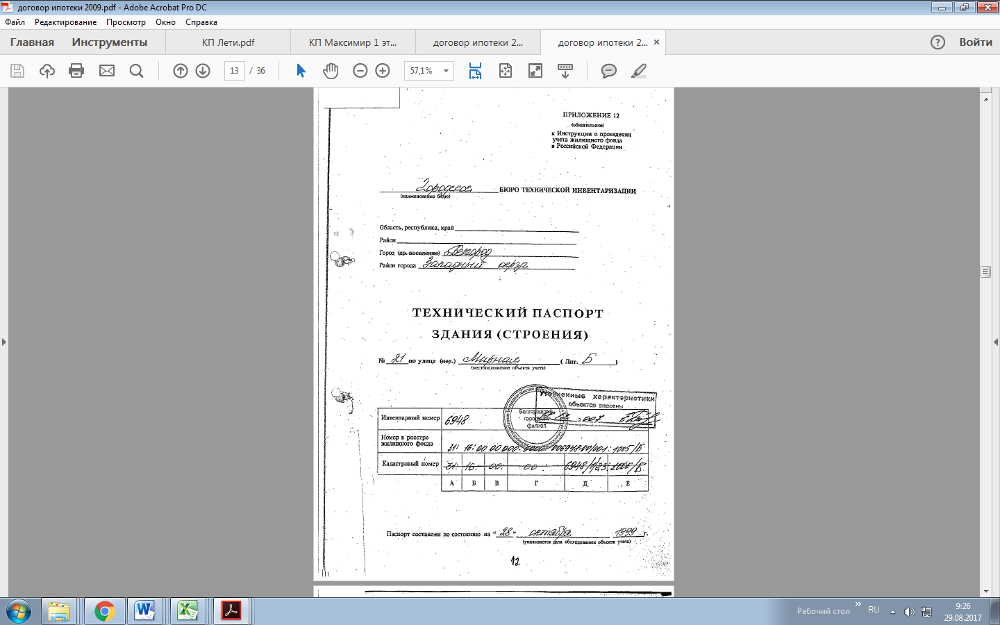 договор ипотеки 2009.pdf - Adobe Acrobat Pro DC
Файл Редактирование Просмотр Окно Справка
Главная Инструменты КП Лети.pdf КП Максимир 1 эт... договор ипотеки 2... договор ипотеки 2... × Войти
13 / 36 57,1%
ПРИЛОЖЕНИЕ 12
(обязательное)
к Инструкции о проведении
учета жилищного фонда
в Российской Федерации
Городское БЮРО ТЕХНИЧЕСКОЙ ИНВЕНТАРИЗАЦИИ
(наименование бюро)
Область, республика, край
Район
Город (др. поселение) Белгород
Район города Западный округ
ТЕХНИЧЕСКИЙ ПАСПОРТ
ЗДАНИЯ (СТРОЕНИЯ)
№ 21 по улице (пер.) Мирная ( Лит. Б )
(местоположение объекта учета)
Уточненные характеристики
объектов внесены
Белгородский
городской
филиал
2007
Инвентарный номер 6948
Номер в реестре
жилищного фонда 31: 16: 00 00 000: 006948-00/001: 1005/Б
Кадастровый номер 31: 16: 00: 00: 6948/1/23: 1005/Б
А Б В Г Д Е
Паспорт составлен по состоянию на "28" октября 1999 г.
(указывается дата обследования объекта учета)
12
Рабочий стол » RU 9:26
29.08.2017